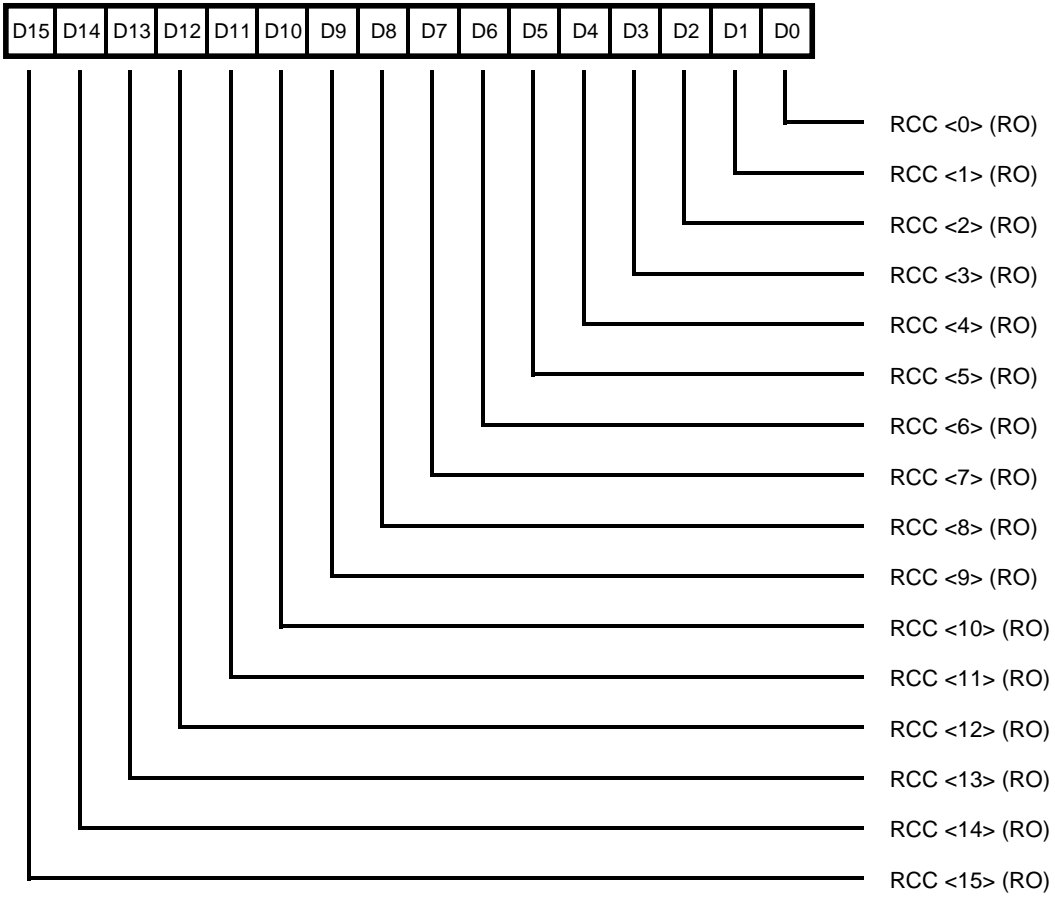 D15 D14 D13 D12 D11 D10 D9 D8 D7 D6 D5 D4 D3 D2 D1 D0
RCC <0> (RO)
RCC <1> (RO)
RCC <2> (RO)
RCC <3> (RO)
RCC <4> (RO)
RCC <5> (RO)
RCC <6> (RO)
RCC <7> (RO)
RCC <8> (RO)
RCC <9> (RO)
RCC <10> (RO)
RCC <11> (RO)
RCC <12> (RO)
RCC <13> (RO)
RCC <14> (RO)
RCC <15> (RO)